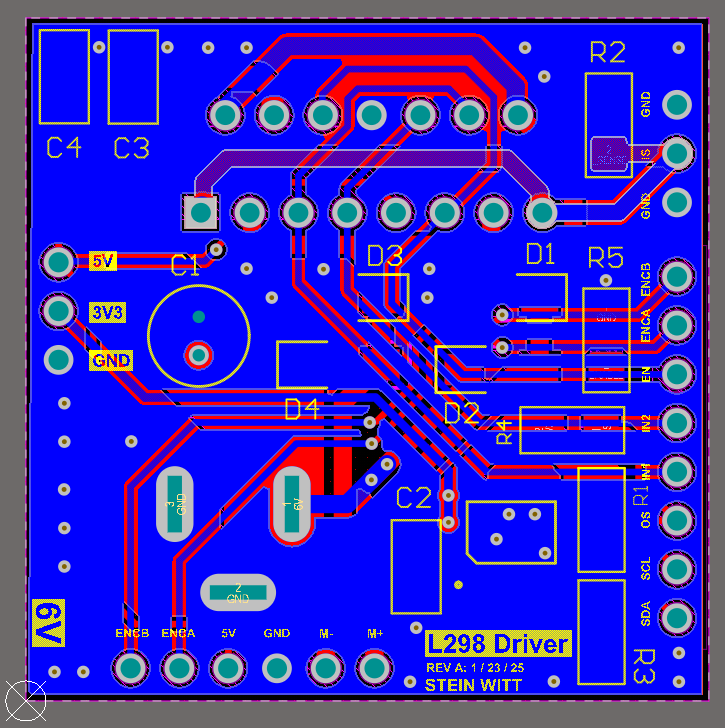 R2
GND
C4
C3
IS
GND
5V
C1
D3
D1
R5
ENCB
3V3
ENCA
GND
D4
D2
EN
R4
IN2
IN1
3
GND
1
6V
C2
R1
OS
2
GND
SCL
SDA
6V
ENCB
ENCA
5V
GND
M-
M+
L298 Driver
REV A: 1 / 23 / 25
STEIN WITT
R3